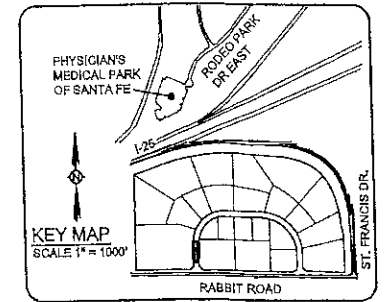 PHYSICIAN'S
MEDICAL PARK
OF SANTA FE
RODEO PARK
DR EAST
I-25
N
KEY MAP
SCALE 1" = 1000'
ST. FRANCIS DR.
RABBIT ROAD